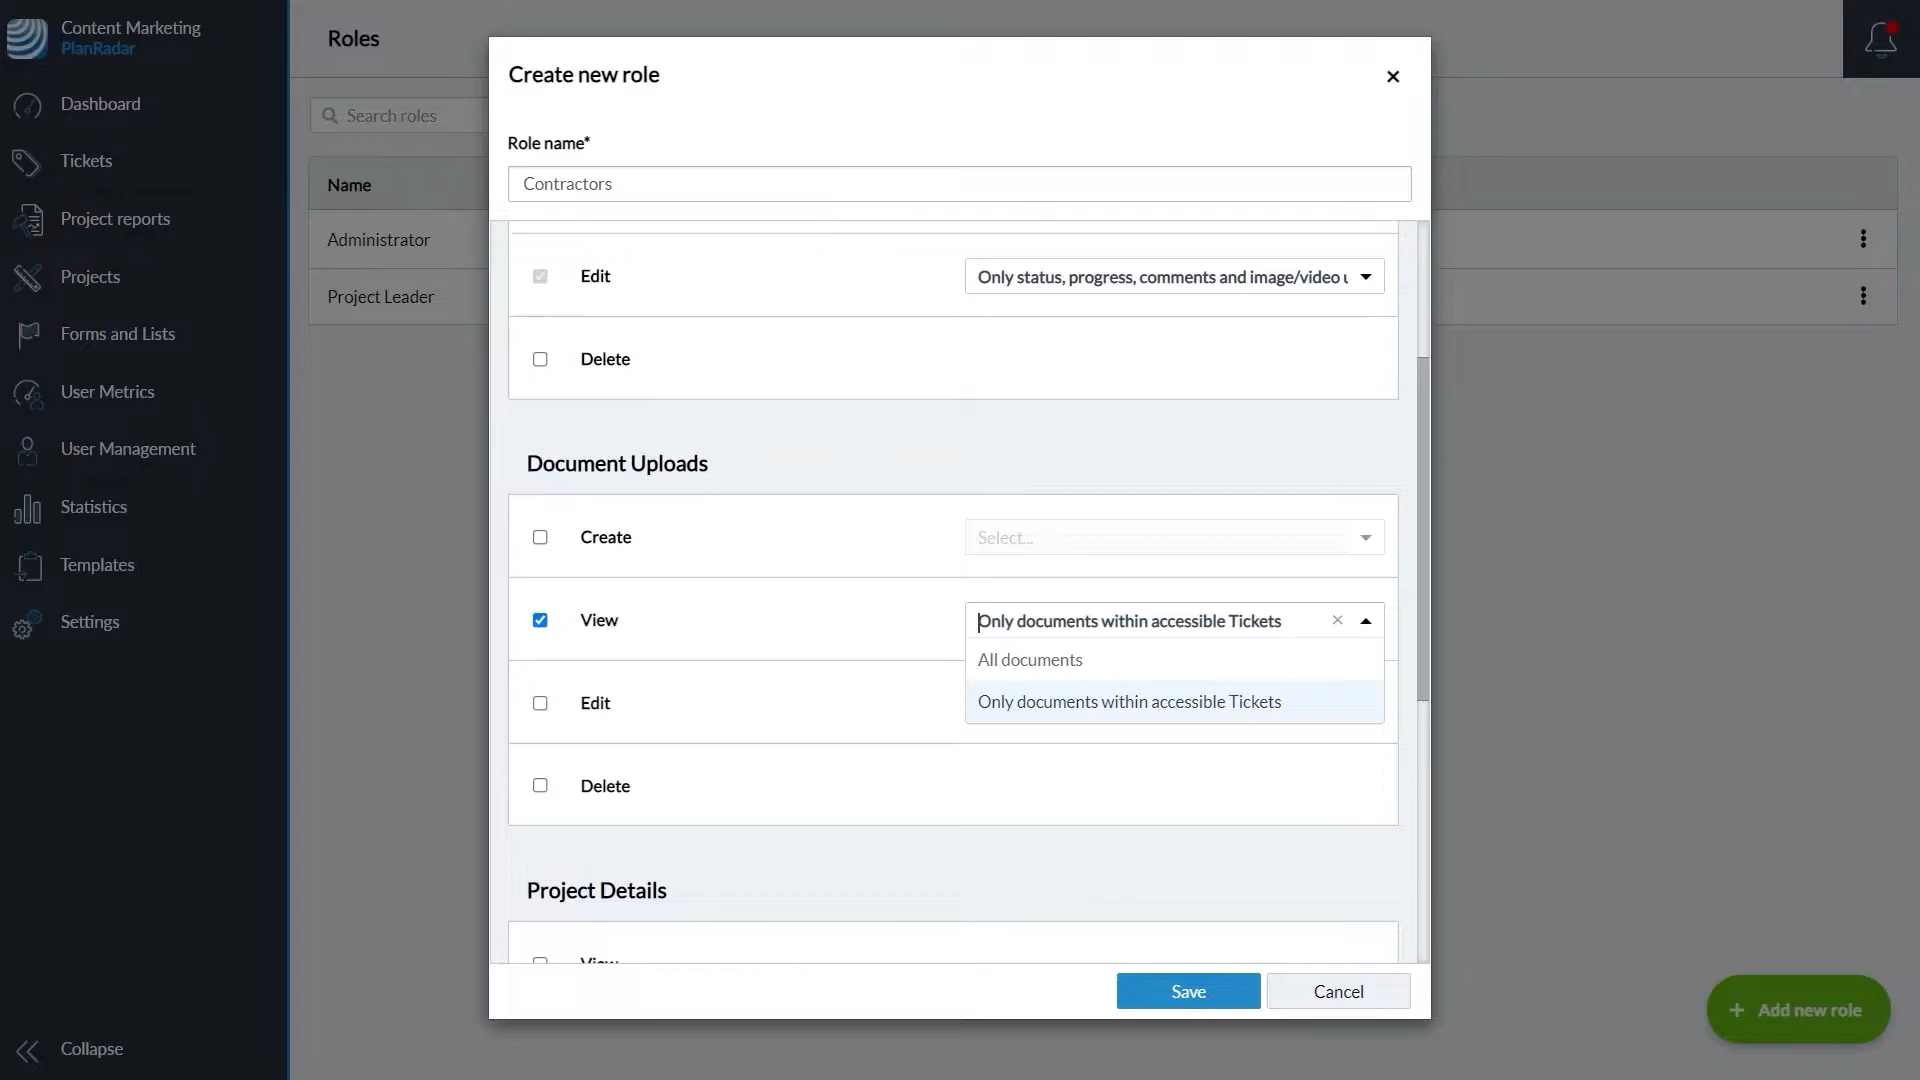 Content Marketing
PlanRadar
Dashboard
Tickets
Project reports
Projects
Forms and Lists
User Metrics
User Management
Statistics
Templates
Settings
Collapse
Roles
Search roles
Name
Administrator
Project Leader
Create new role
Role name*
Contractors
Edit
Only status, progress, comments and image/video
Delete
Document Uploads
Create
Select...
View
Only documents within accessible Tickets
All documents
Only documents within accessible Tickets
Edit
Delete
Project Details
View
Save
Cancel
Add new role